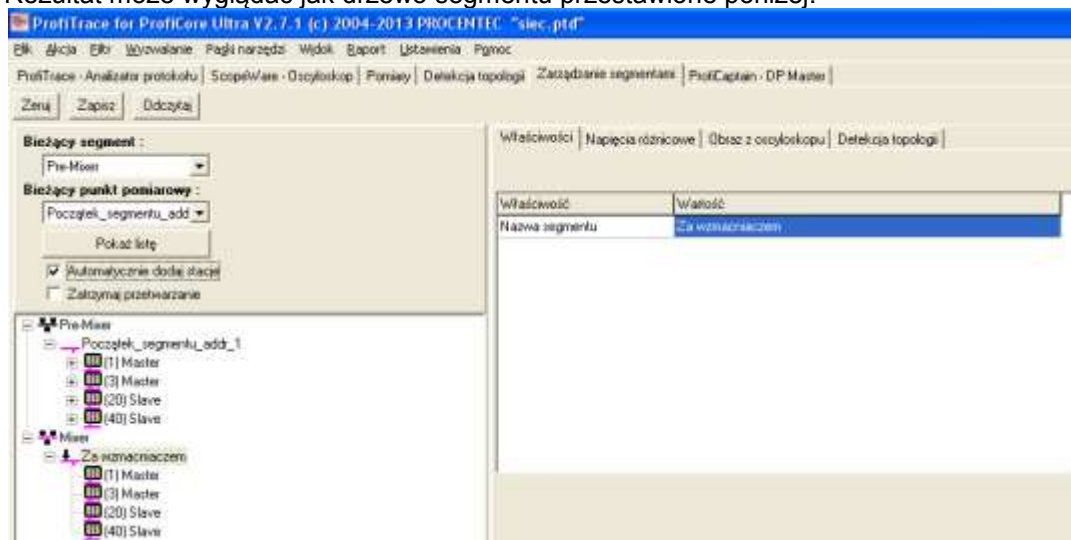 Rezultat może wyglądać jak drzewo segmentu przestawione poniżej:
ProfiTrace for ProfiCore Ultra V2.7.1 (c) 2004-2013 PROCENTEC "siec.ptd"
Plik Akcja Filtr Wyzwalanie Paski narzędzi Widok Raport Ustawienia Pomoc
ProfiTrace - Analizator protokołu ScopeWare - Oscyloskop Pomiary Detekcja topologii Zarządzanie segmentami ProfiCaptain - DP Master
Zeruj Zapisz Odczytaj
Właściwości Napięcia różnicowe Obraz z oscyloskopu Detekcja topologii
Bieżący segment :
Pre-Mixer
Bieżący punkt pomiarowy :
Początek_segmentu_add
Pokaż listę
Automatycznie dodaj stacje
Zatrzymaj przetwarzanie
Właściwość Wartość
Nazwa segmentu Za wzmacniaczem
Pre-Mixer
Początek_segmentu_addr_1
(1) Master
(3) Master
(20) Slave
(40) Slave
Mixer
Za wzmacniaczem
(1) Master
(3) Master
(20) Slave
(40) Slave